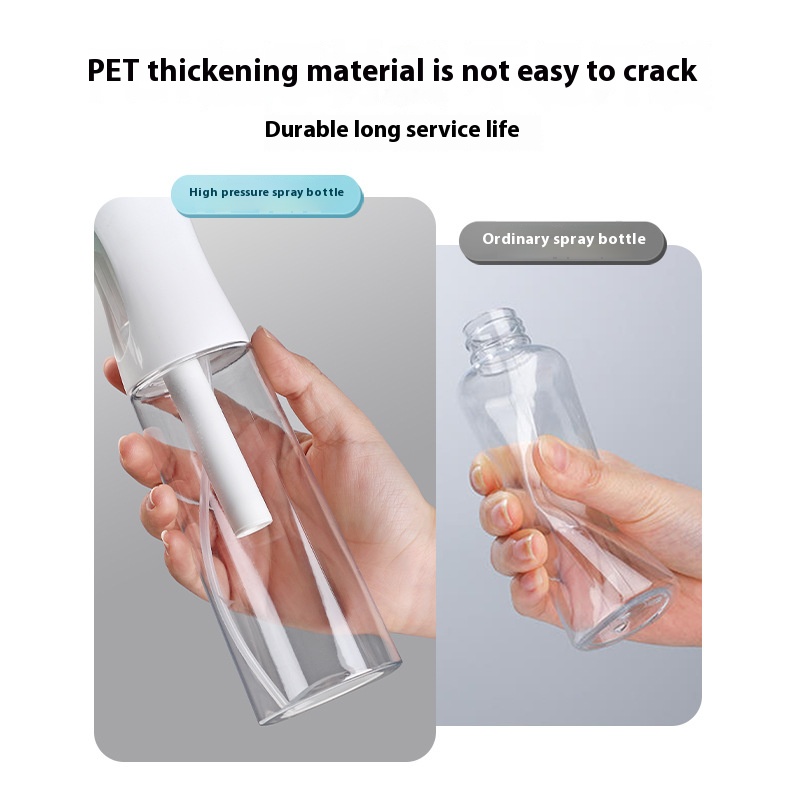 PET thickening material is not easy to crack
Durable long service life
High pressure spray bottle
Ordinary spray bottle